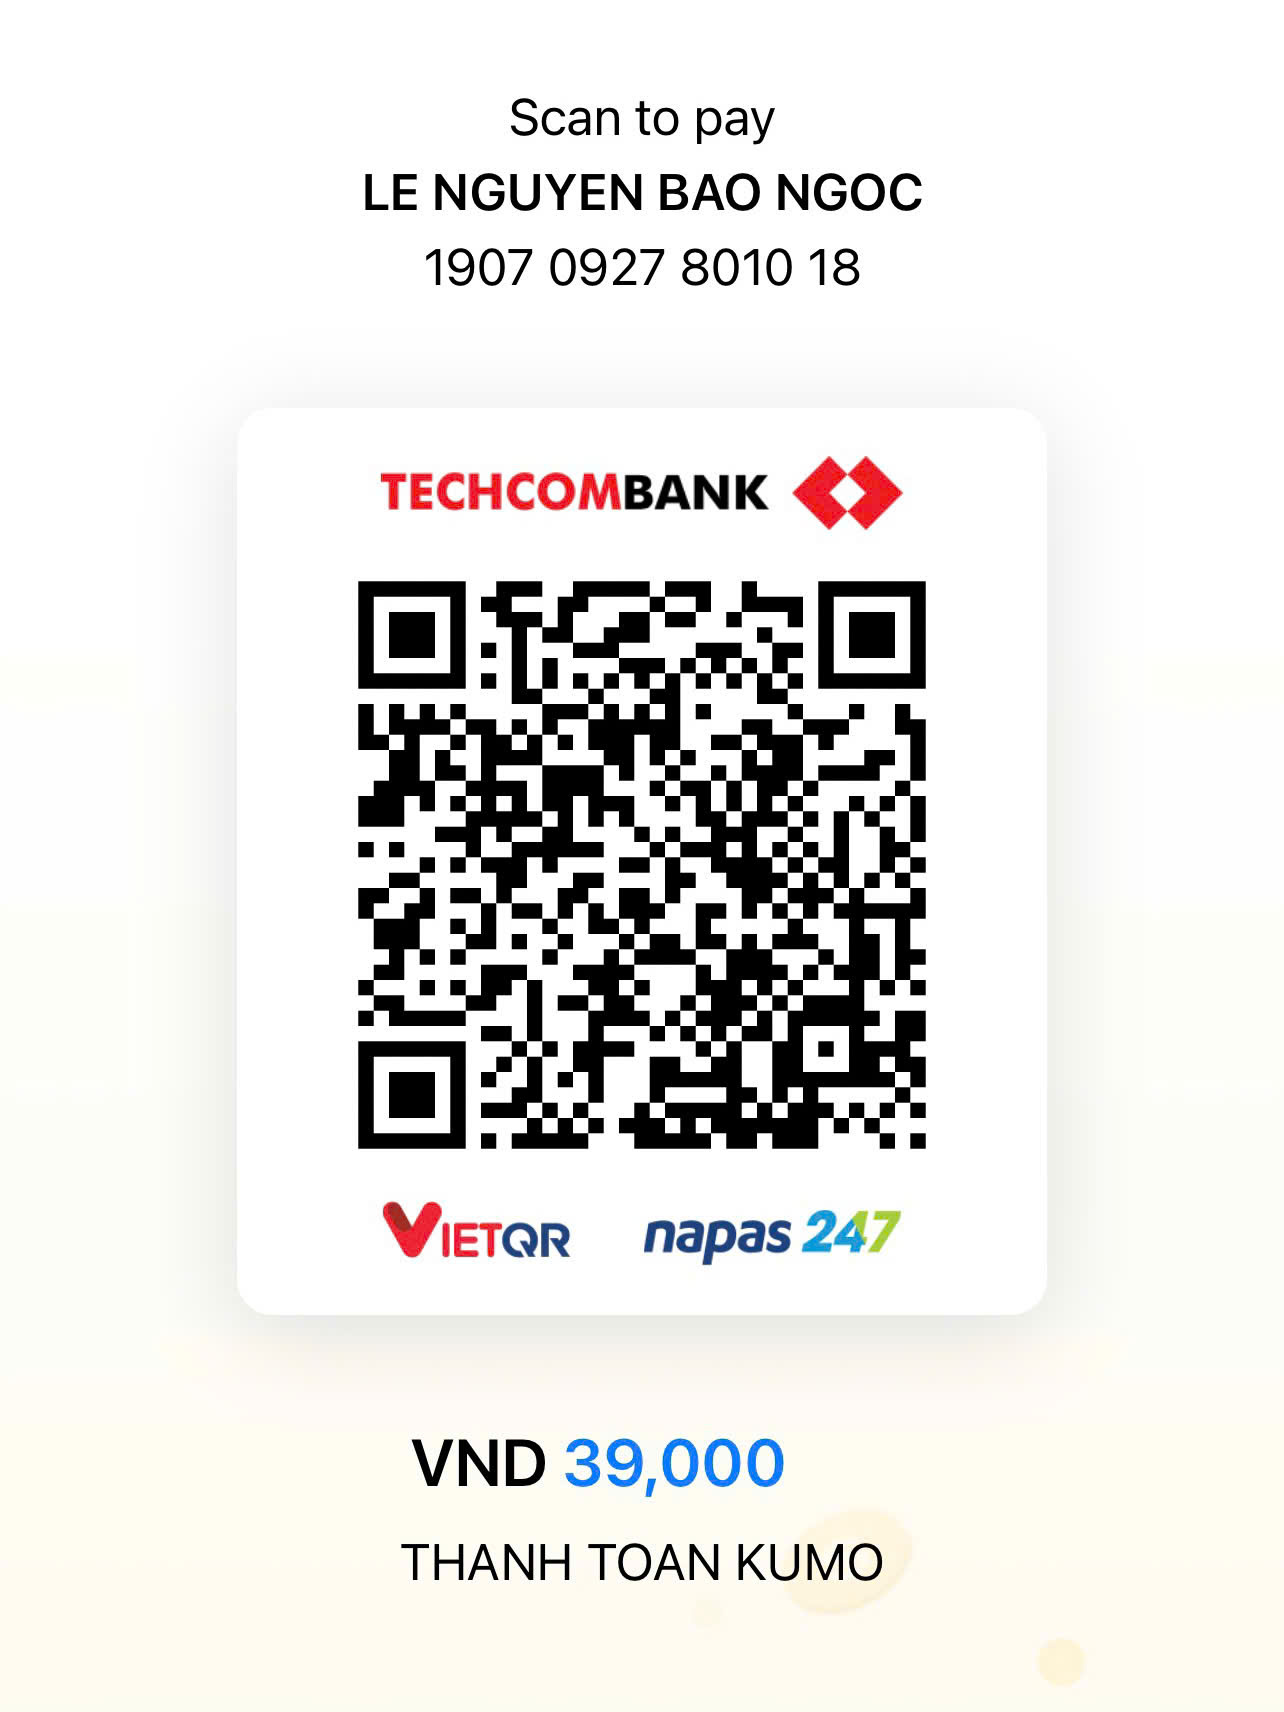 Scan to pay
LE NGUYEN BAO NGOC
1907 0927 8010 18
TECHCOMBANK
VIETQR napas 247
VND 39,000
THANH TOAN KUMO